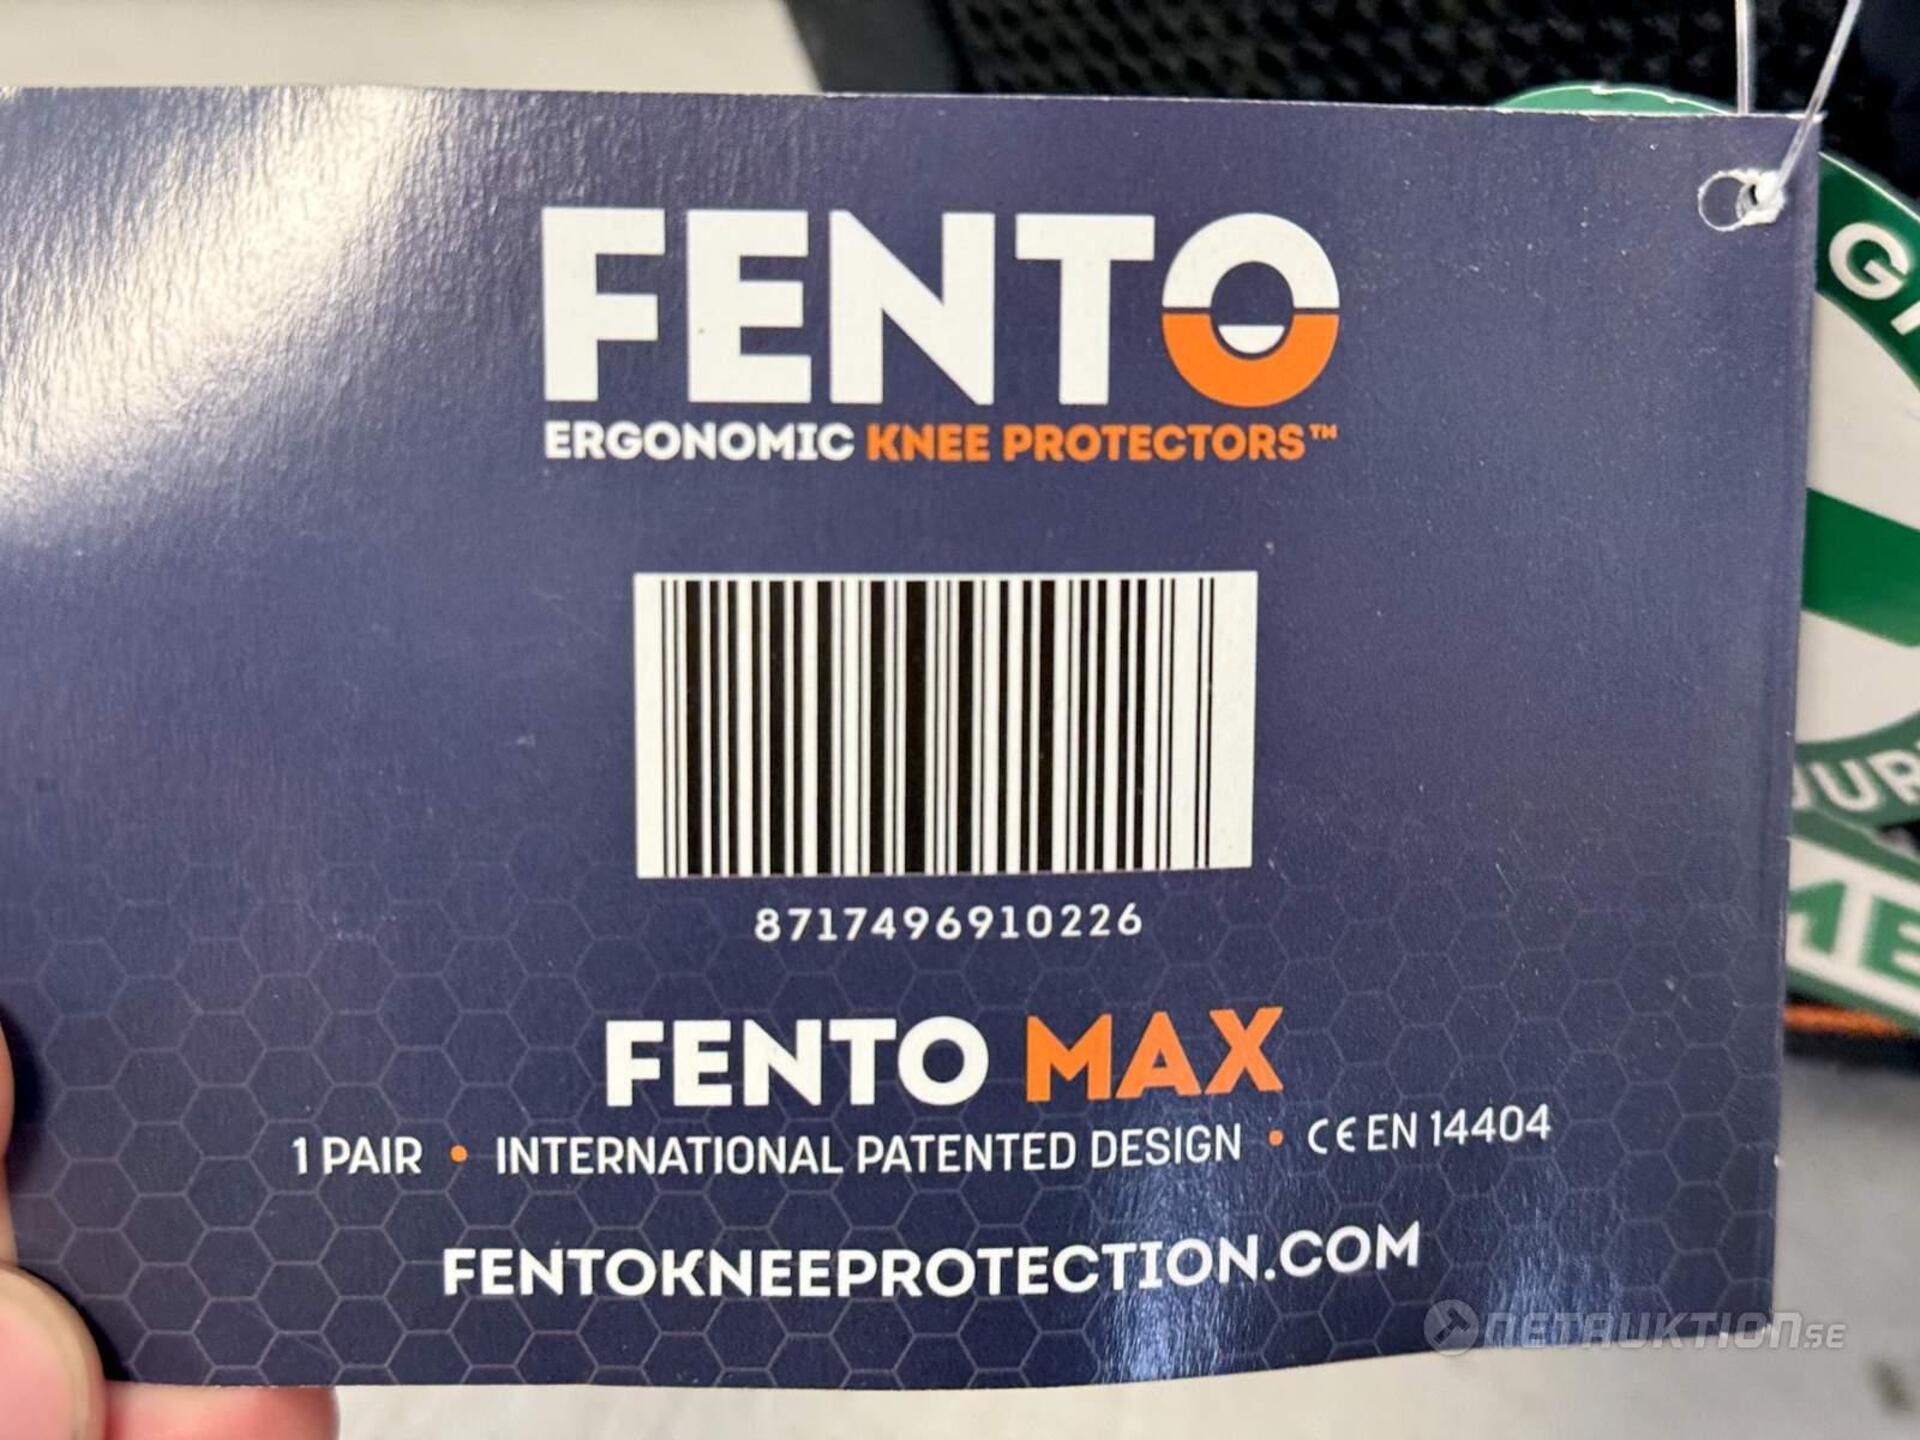 FENTO
ERGONOMIC KNEE PROTECTORS™
8717496910226
FENTO MAX
1 PAIR • INTERNATIONAL PATENTED DESIGN • CE EN 14404
FENTOKNEEPROTECTION.COM
NETAUKTION.SE